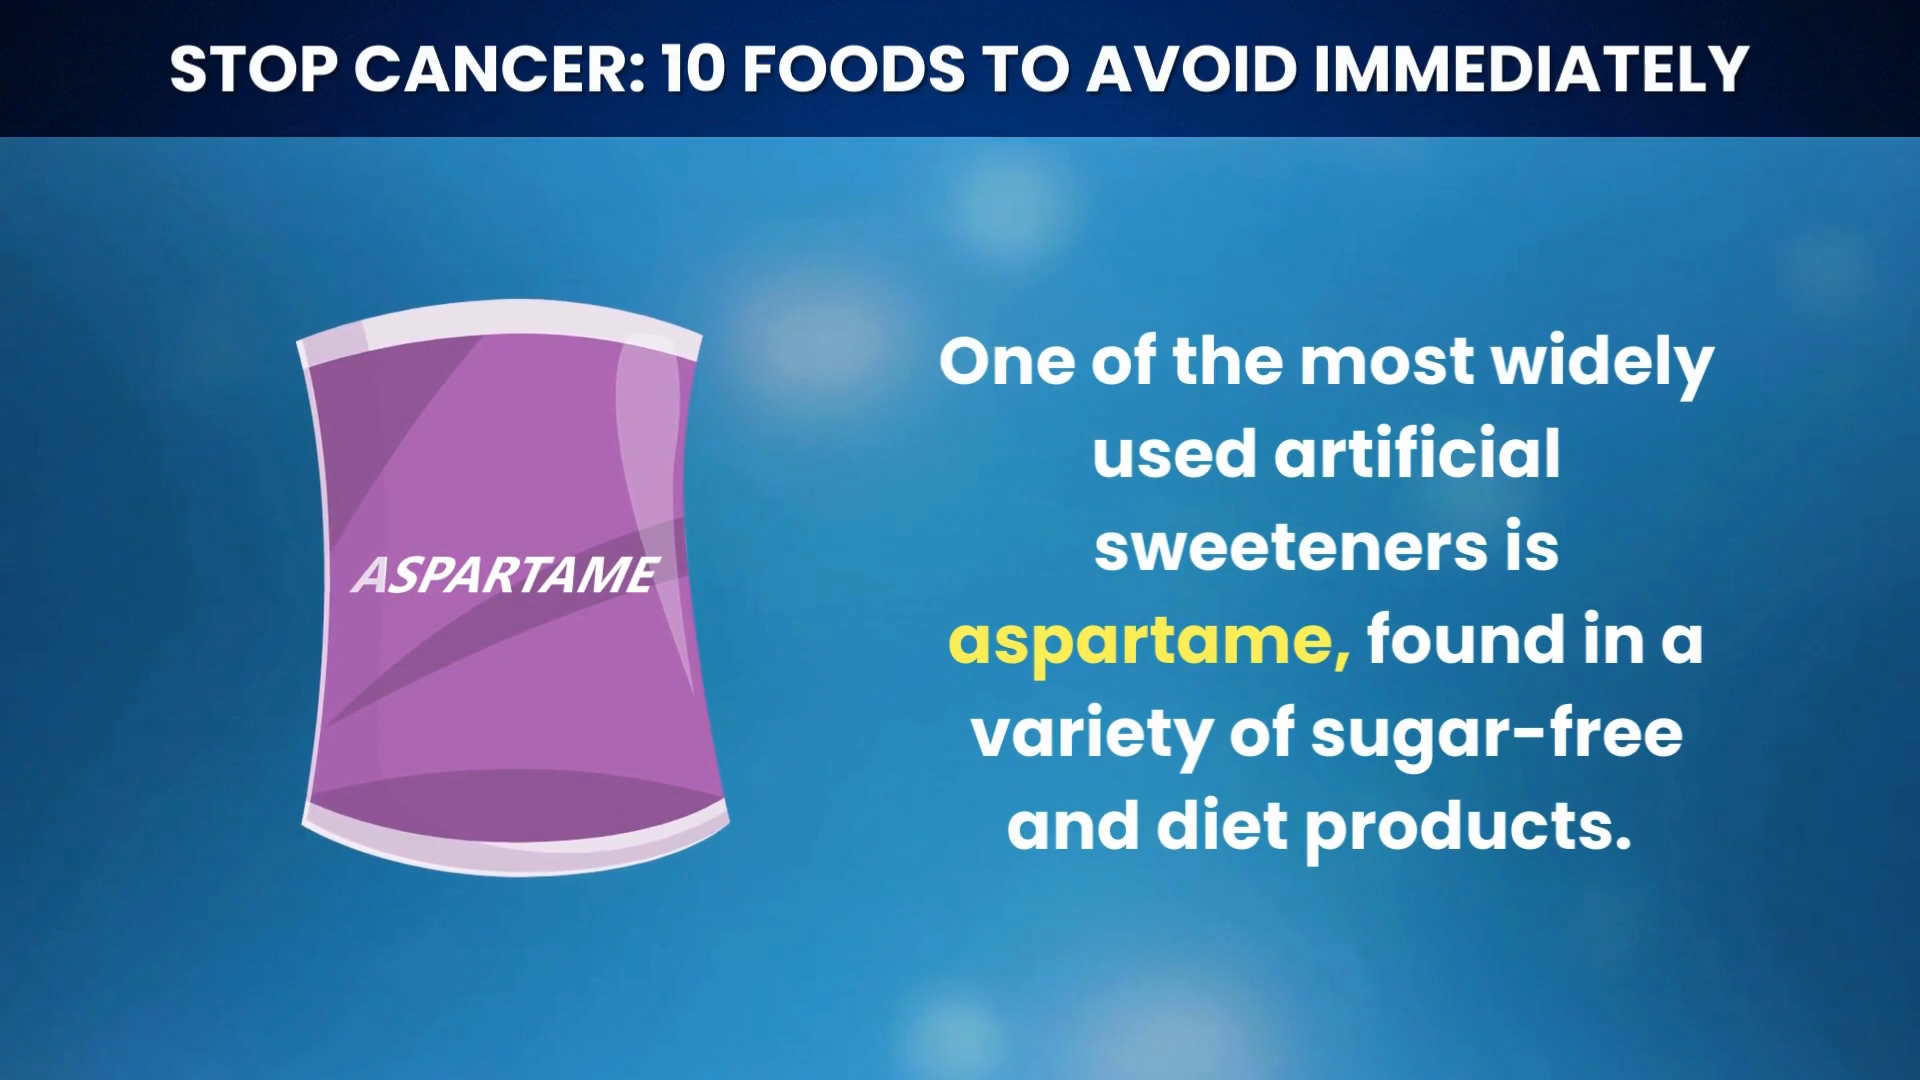 STOP CANCER: 10 FOODS TO AVOID IMMEDIATELY
ASPARTAME
One of the most widely
used artificial
sweeteners is
aspartame, found in a
variety of sugar-free
and diet products.